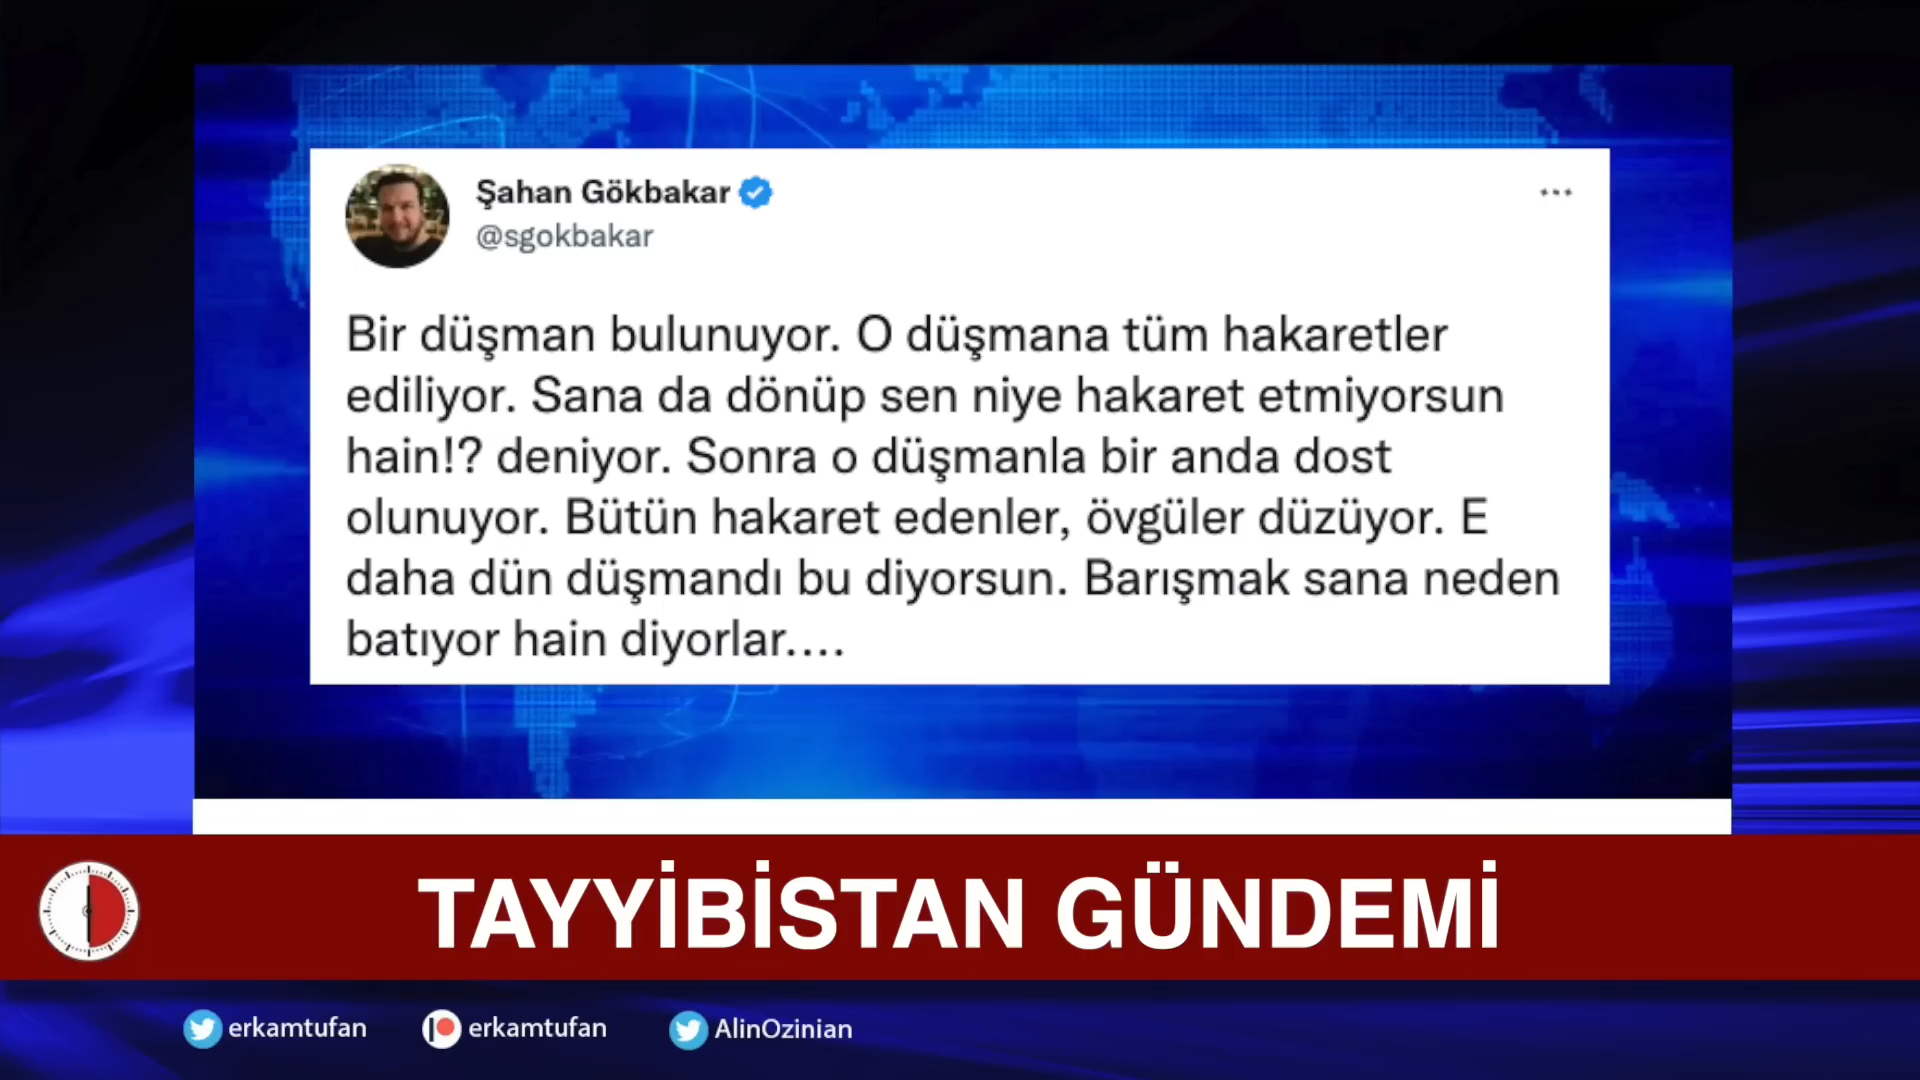 Şahan Gökbakar
@sgokbakar
Bir düşman bulunuyor. O düşmana tüm hakaretler
ediliyor. Sana da dönüp sen niye hakaret etmiyorsun
hain!? deniyor. Sonra o düşmanla bir anda dost
olunuyor. Bütün hakaret edenler, övgüler düzüyor. E
daha dün düşmandı bu diyorsun. Barışmak sana neden
batıyor hain diyorlar....
TAYYİBİSTAN GÜNDEMİ
erkamtufan erkamtufan AlinOzinian